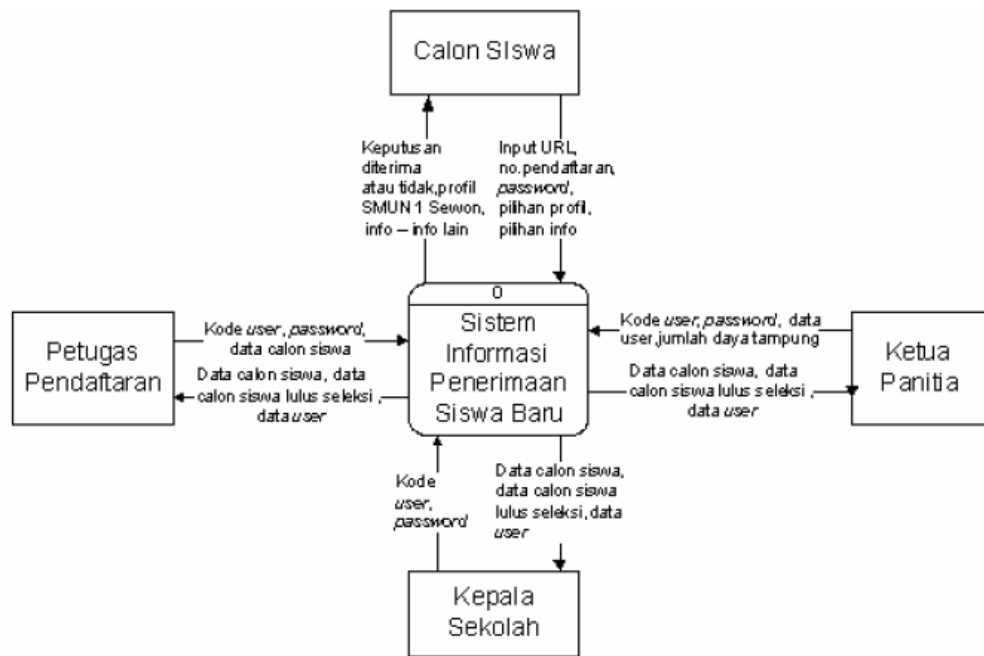 Calon SIswa
Keputusan
diterima
atau tidak,profil
SMUN 1 Sewon,
info – info lain
Input URL,
no.pendaftaran,
password,
pilihan profil,
pilihan info
0
Sistem
Informasi
Penerimaan
Siswa Baru
Petugas
Pendaftaran
Kode user, password,
data calon siswa
Data calon siswa, data
calon siswa lulus seleksi ,
data user
Kode user, password, data
user,jumlah daya tampung
Data calon siswa, data
calon siswa lulus seleksi ,
data user
Ketua
Panitia
Kode
user,
password
Data calon siswa,
data calon siswa
lulus seleksi,data
user
Kepala
Sekolah